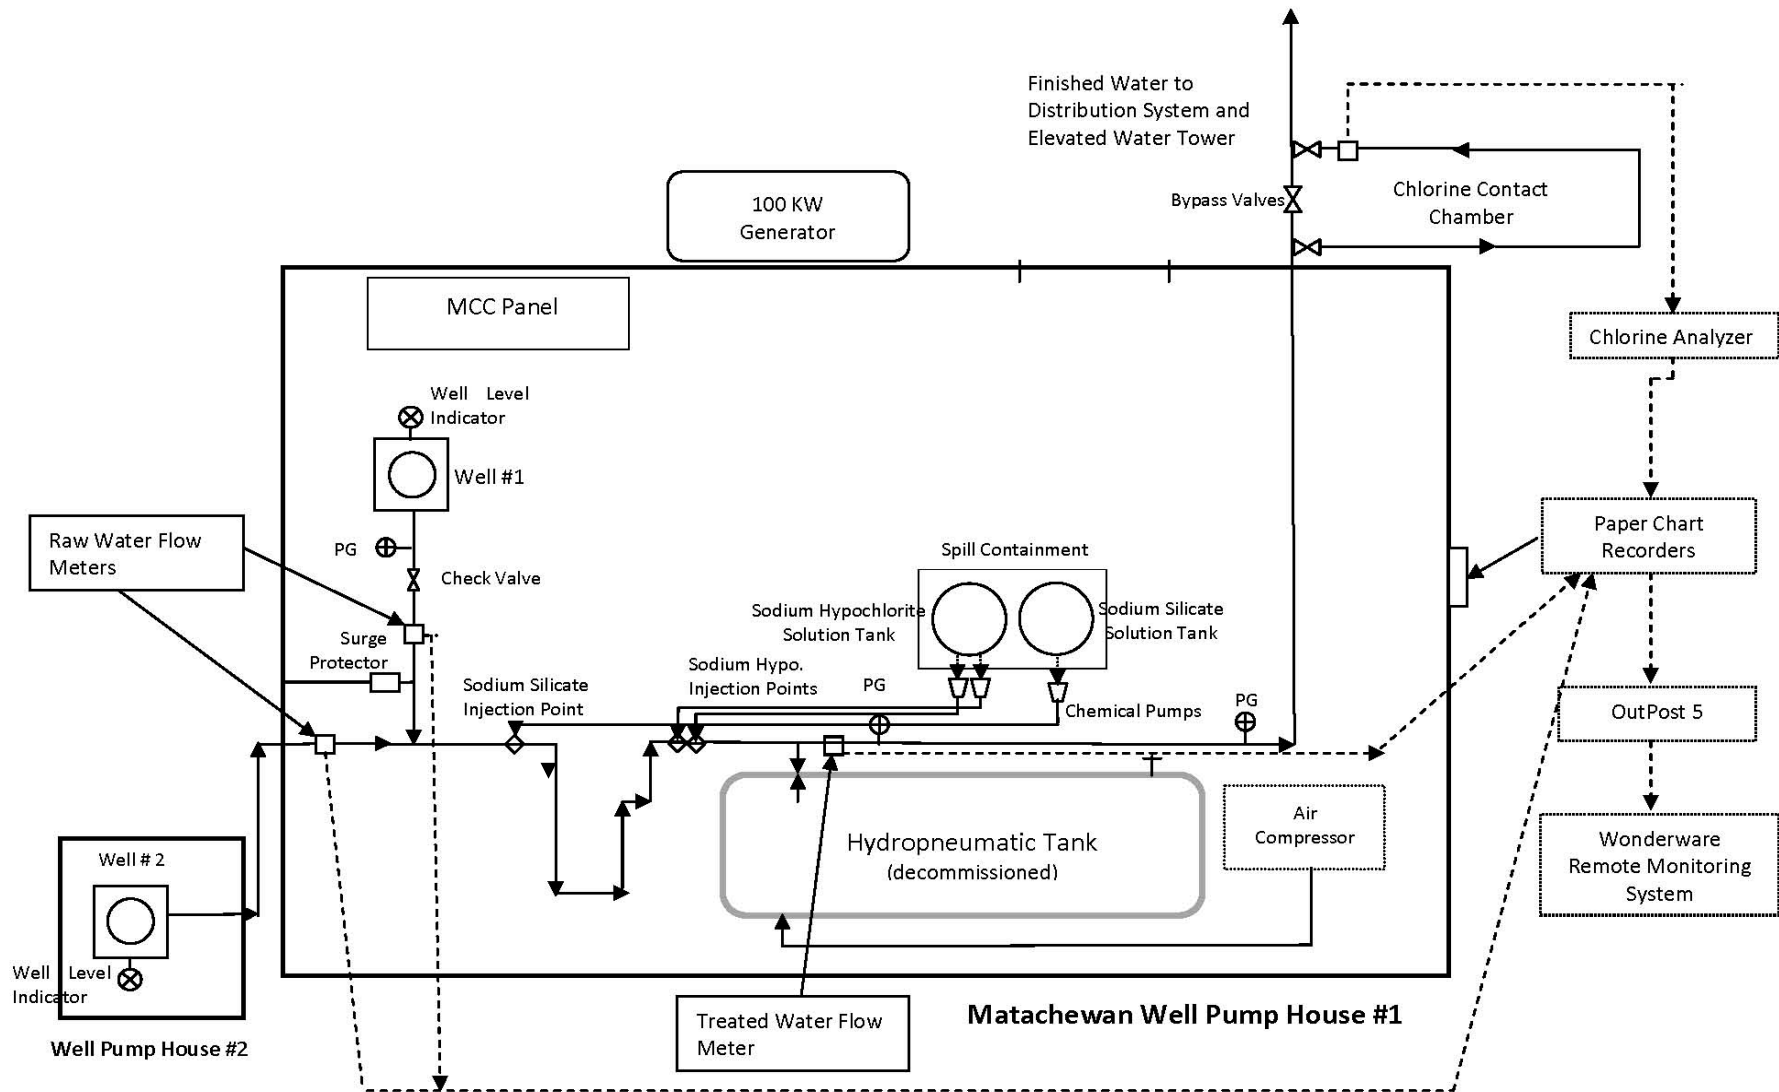 Finished Water to
Distribution System and
Elevated Water Tower
100 KW
Generator
Bypass Valves
Chlorine Contact
Chamber
MCC Panel
Chlorine Analyzer
Well Level
Indicator
Well #1
Raw Water Flow
Meters
PG
Check Valve
Spill Containment
Paper Chart
Recorders
Sodium Hypochlorite
Solution Tank
Sodium Silicate
Solution Tank
Surge
Protector
Sodium Silicate
Injection Point
Sodium Hypo.
Injection Points
PG
Chemical Pumps
PG
OutPost 5
Hydropneumatic Tank
(decommissioned)
Air
Compressor
Wonderware
Remote Monitoring
System
Well # 2
Well Level
Indicator
Well Pump House #2
Treated Water Flow
Meter
Matachewan Well Pump House #1